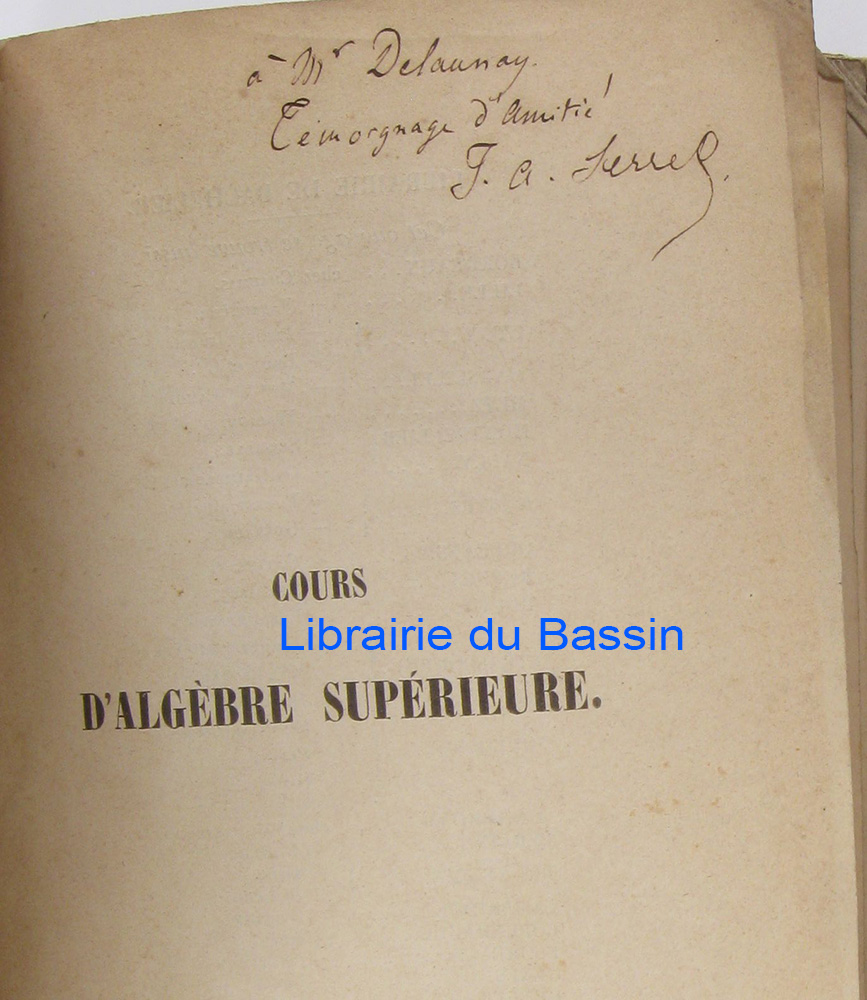 à Mr Delaunay.
Témoignage d'Amitié
J. A. Serret.
COURS
Librairie du Bassin
D'ALGÈBRE SUPÉRIEURE.